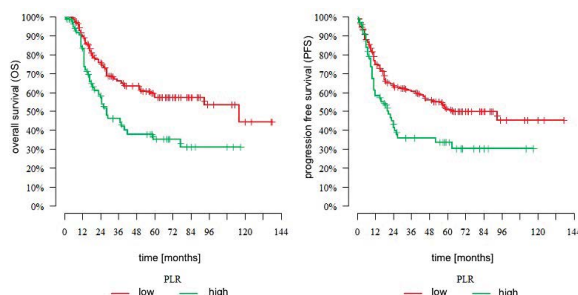 overall survival (OS)
100%
90%
80%
70%
60%
50%
40%
30%
20%
10%
0%
0 12 24 36 48 60 72 84 96 108 120 144
time [months]
PLR
low high
progression free survival (PFS)
100%
90%
80%
70%
60%
50%
40%
30%
20%
10%
0%
0 12 24 36 48 60 72 84 96 108 120 144
time [months]
PLR
low high